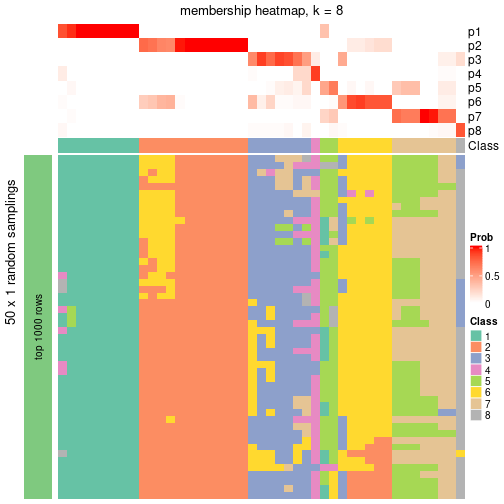 membership heatmap, k = 8
p1
p2
p3
p4
p5
p6
p7
p8
Class
50 x 1 random samplings
top 1000 rows
Prob
1
0.5
0
Class
1
2
3
4
5
6
7
8